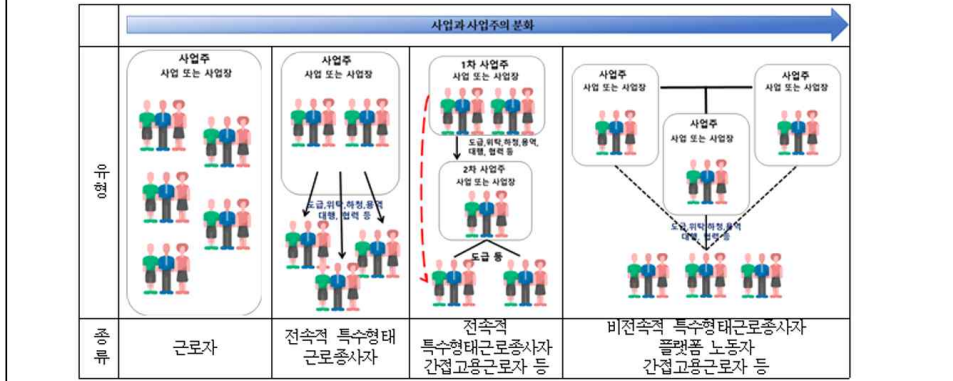 사업과 사업주의 분화
유형
사업주
사업 또는 사업장
사업주
사업 또는 사업장
도급,위탁,하청,용역
대행, 협력 등
1차 사업주
사업 또는 사업장
도급,위탁,하청,용역,
대행, 협력 등
2차 사업주
사업 또는 사업장
도급 등
사업주
사업 또는 사업장
사업주
사업 또는 사업장
사업주
사업 또는 사업장
도급,위탁,하청,용역
대행, 협력 등
종류
근로자
전속적 특수형태
근로종사자
전속적
특수형태근로종사자
간접고용근로자 등
비전속적 특수형태근로종사자
플랫폼 노동자
간접고용근로자 등